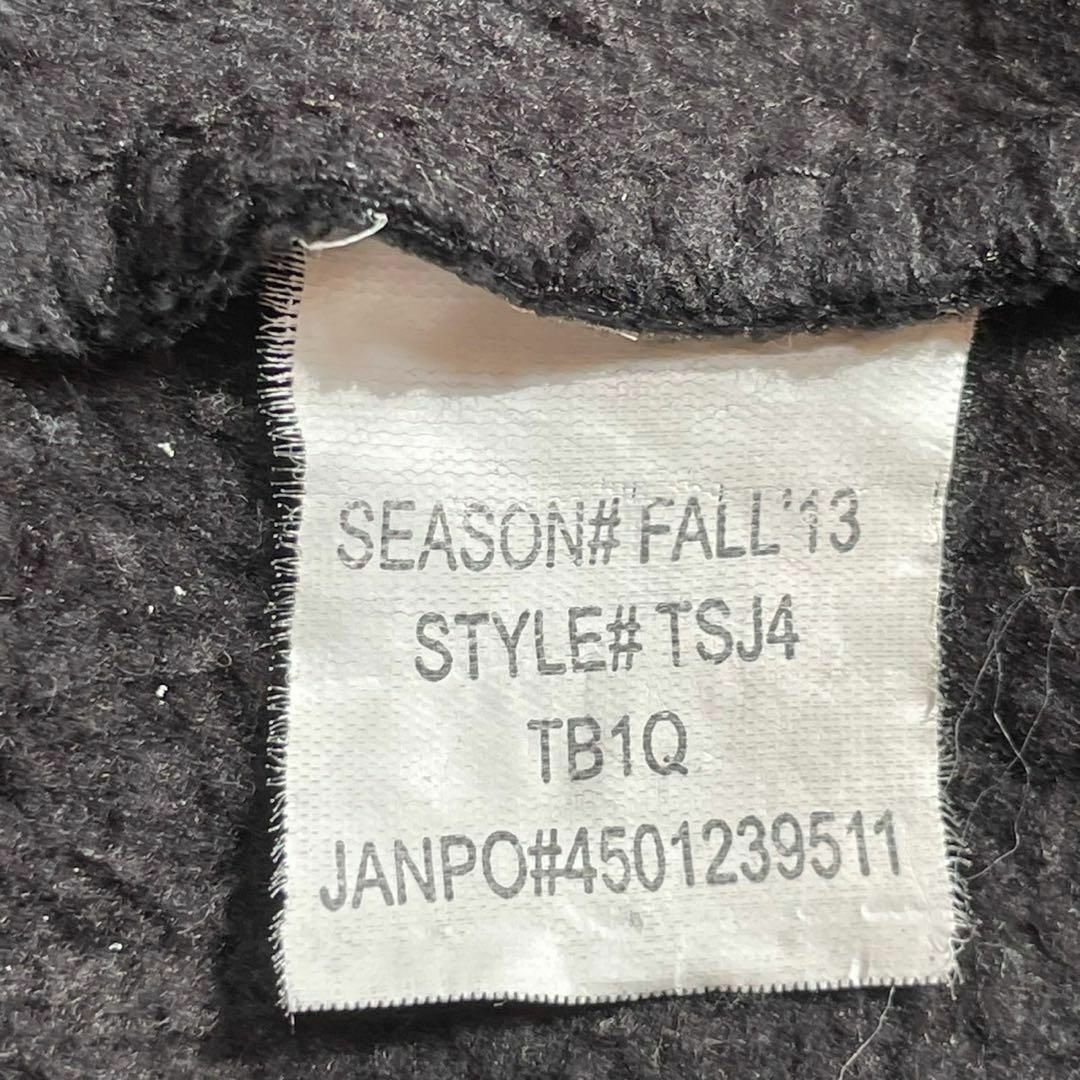 SEASON# FALL'13
STYLE# TSJ4
TB1Q
JANPO#4501239511